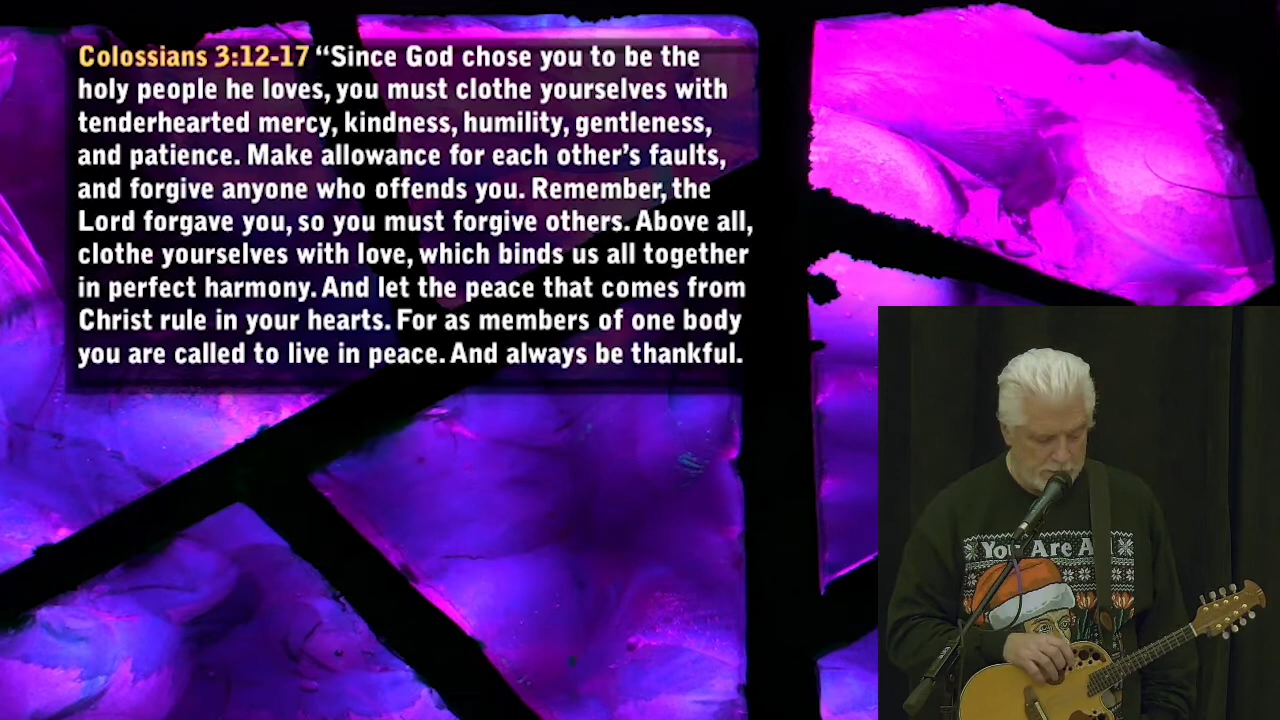 Colossians 3:12-17 “Since God chose you to be the
holy people he loves, you must clothe yourselves with
tenderhearted mercy, kindness, humility, gentleness,
and patience. Make allowance for each other’s faults,
and forgive anyone who offends you. Remember, the
Lord forgave you, so you must forgive others. Above all,
clothe yourselves with love, which binds us all together
in perfect harmony. And let the peace that comes from
Christ rule in your hearts. For as members of one body
you are called to live in peace. And always be thankful.
You Are